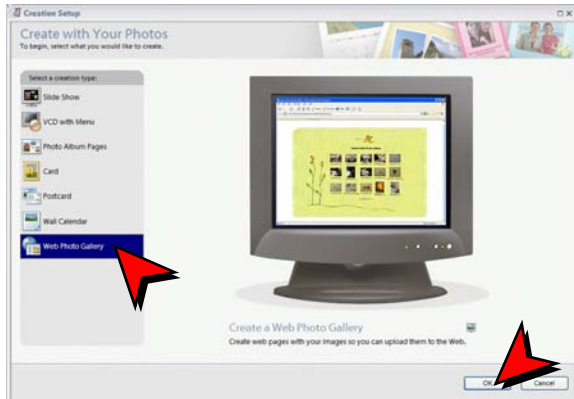 Creation Setup
Create with Your Photos
To begin, select what you would like to create.
Select a creation type:
Slide Show
VCD with Menu
Photo Album Pages
Card
Postcard
Wall Calendar
Web Photo Gallery
Create a Web Photo Gallery
Create web pages with your images so you can upload them to the Web.
OK
Cancel